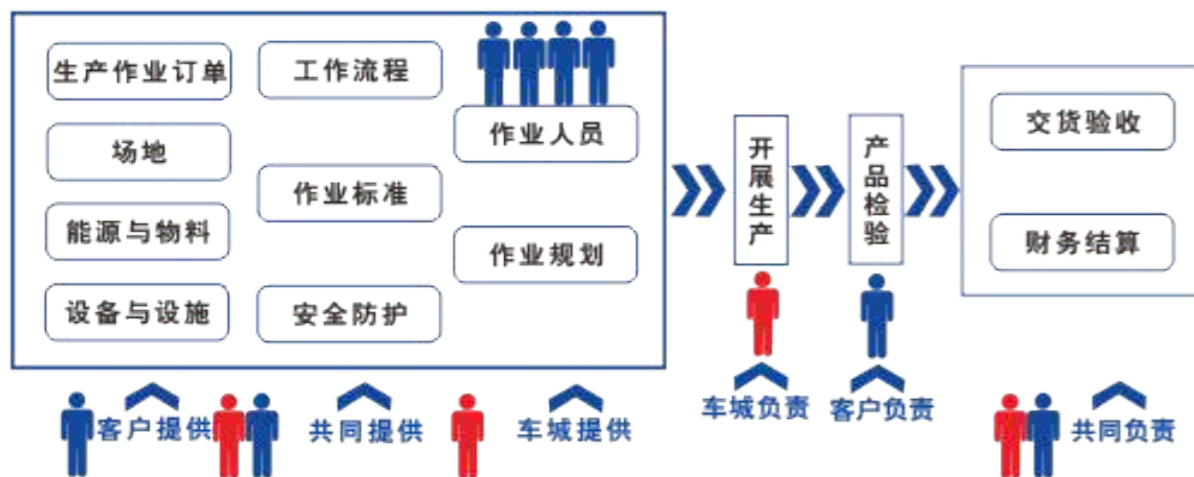 生产作业订单
场地
能源与物料
设备与设施
工作流程
作业标准
安全防护
作业人员
作业规划
开展生产
产品检验
交货验收
财务结算
客户提供
共同提供
车城提供
车城负责
客户负责
共同负责